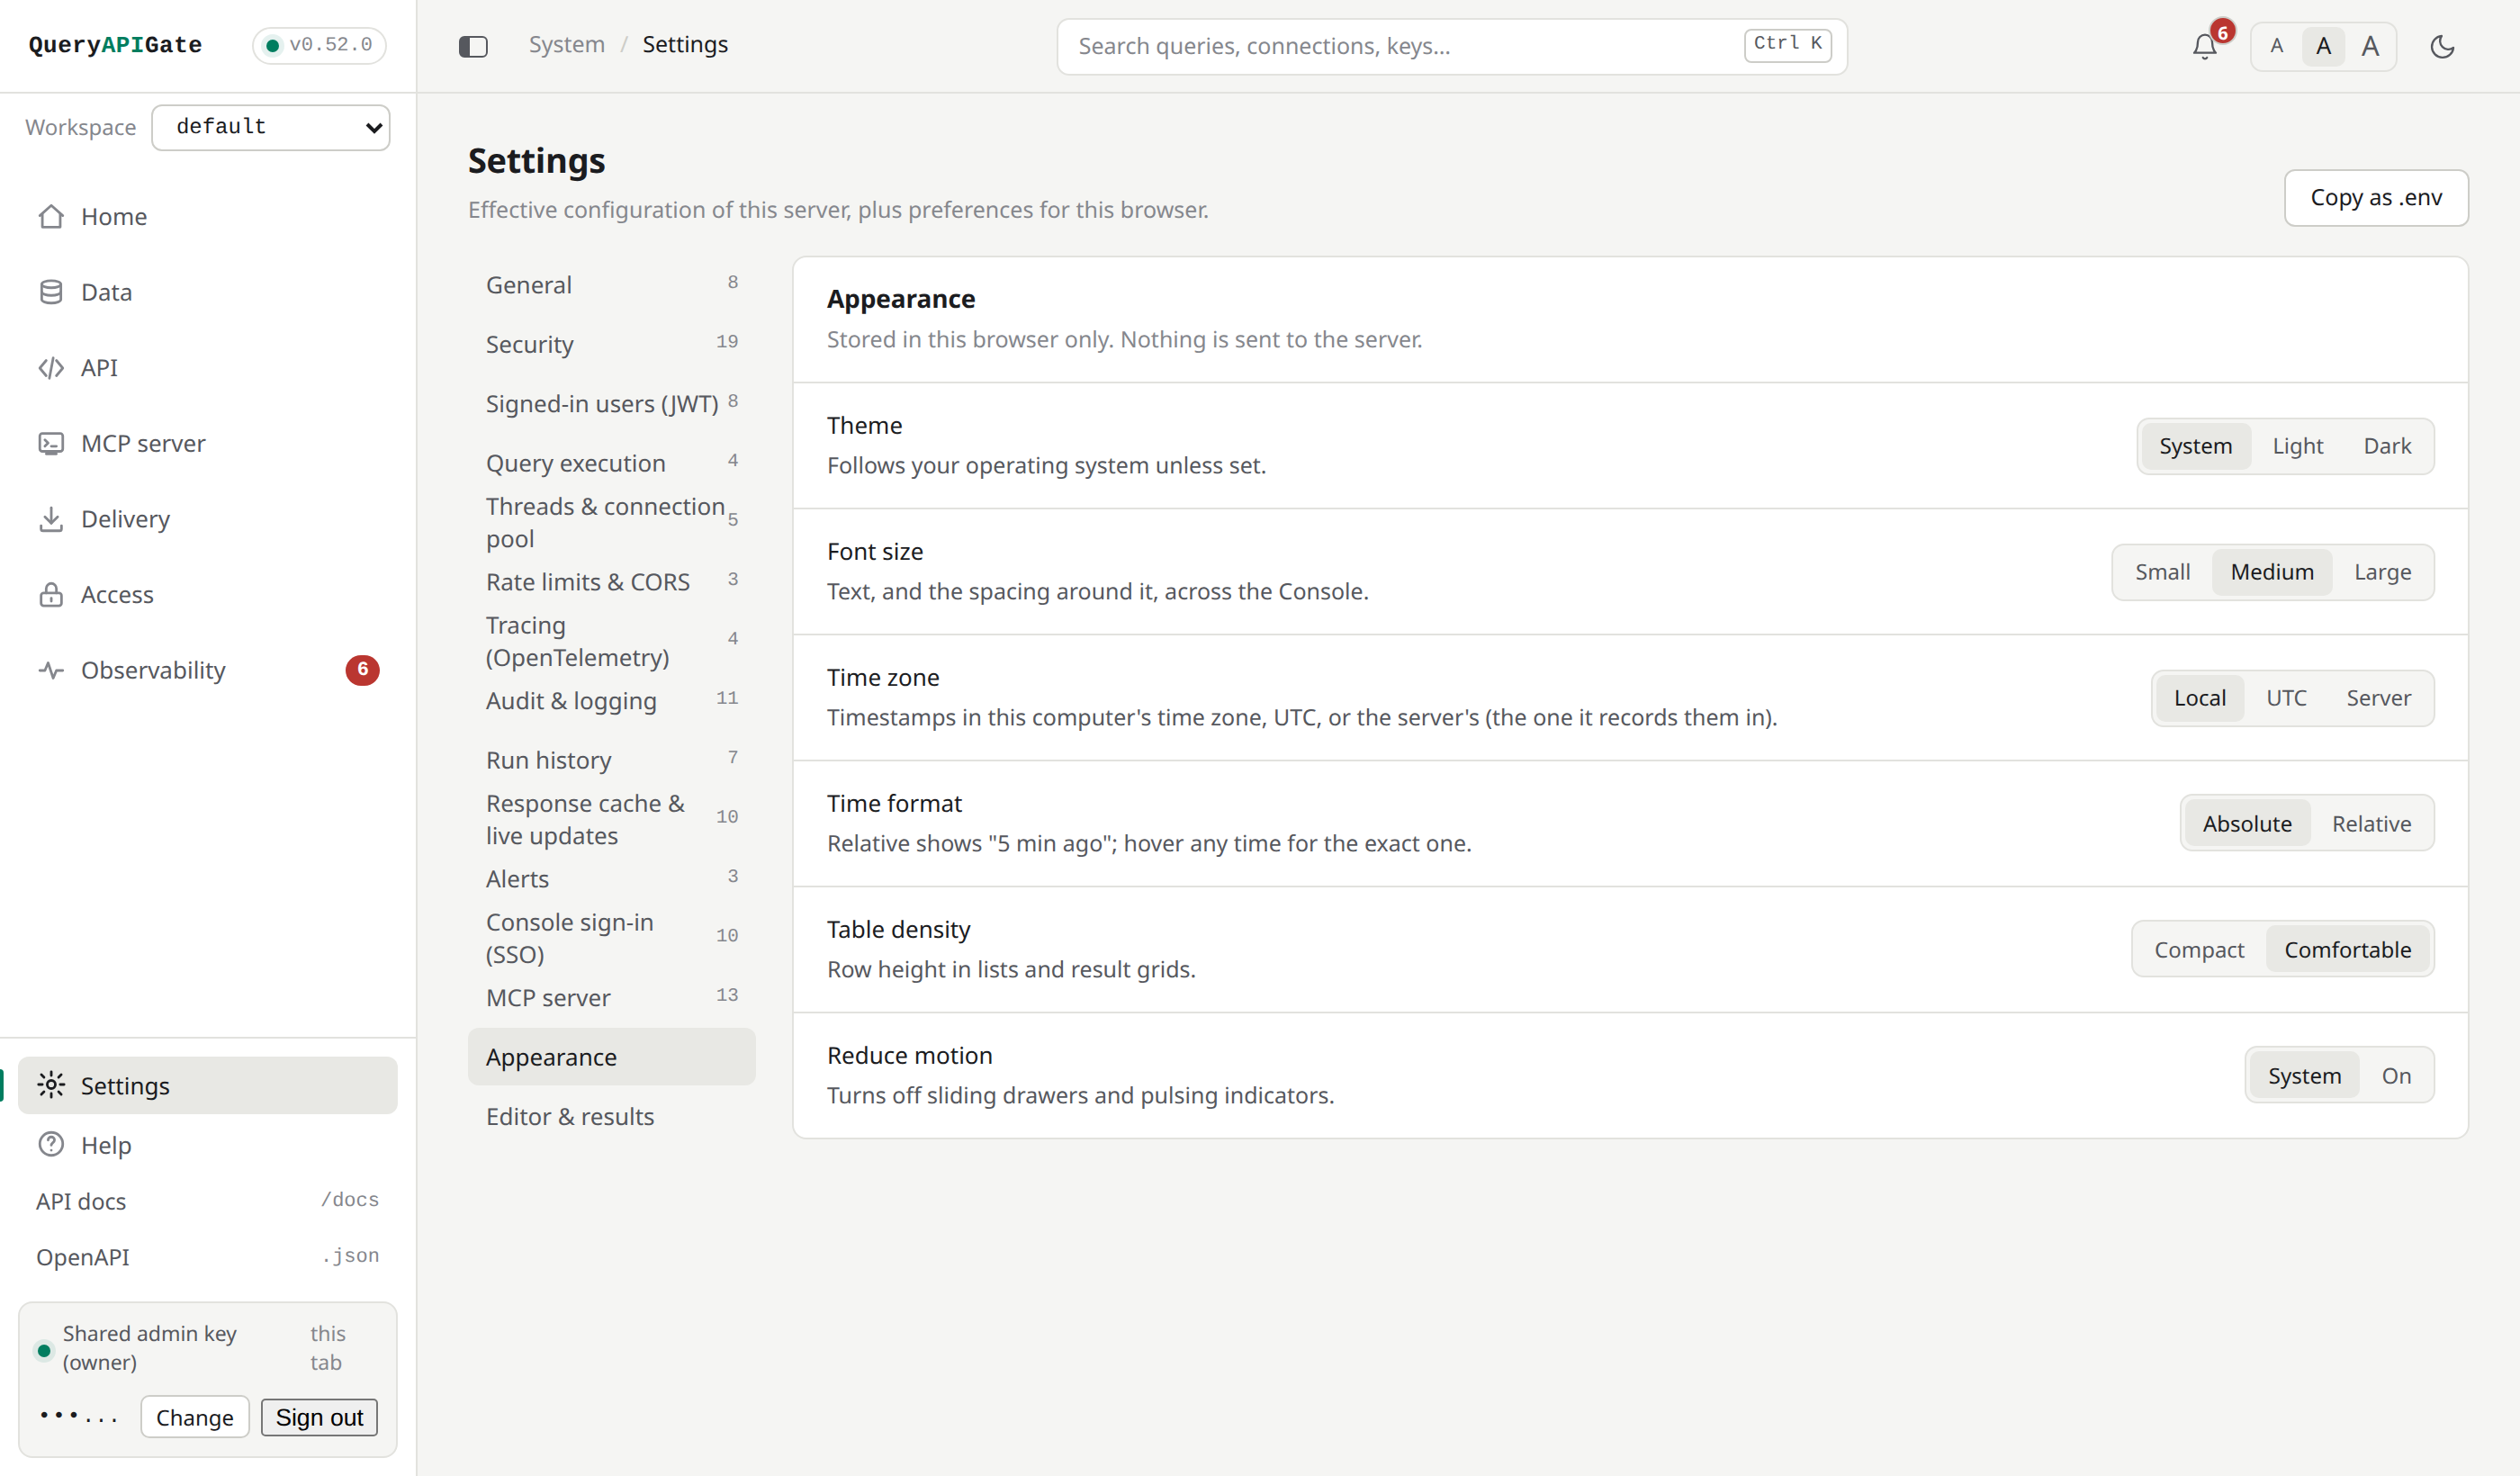 QueryAPIGate
v0.52.0
System / Settings
Search queries, connections, keys...
Ctrl K
6
A A A
Workspace
default
Home
Data
API
MCP server
Delivery
Access
Observability 6
Settings
Help
API docs /docs
OpenAPI .json
Shared admin key
(owner)
this
tab
•••...
Change
Sign out
Settings
Effective configuration of this server, plus preferences for this browser.
Copy as .env
General 8
Security 19
Signed-in users (JWT) 8
Query execution 4
Threads & connection
pool
5
Rate limits & CORS 3
Tracing
(OpenTelemetry)
4
Audit & logging 11
Run history 7
Response cache &
live updates
10
Alerts 3
Console sign-in
(SSO)
10
MCP server 13
Appearance
Editor & results
Appearance
Stored in this browser only. Nothing is sent to the server.
Theme
Follows your operating system unless set.
System Light Dark
Font size
Text, and the spacing around it, across the Console.
Small Medium Large
Time zone
Timestamps in this computer's time zone, UTC, or the server's (the one it records them in).
Local UTC Server
Time format
Relative shows "5 min ago"; hover any time for the exact one.
Absolute Relative
Table density
Row height in lists and result grids.
Compact Comfortable
Reduce motion
Turns off sliding drawers and pulsing indicators.
System On